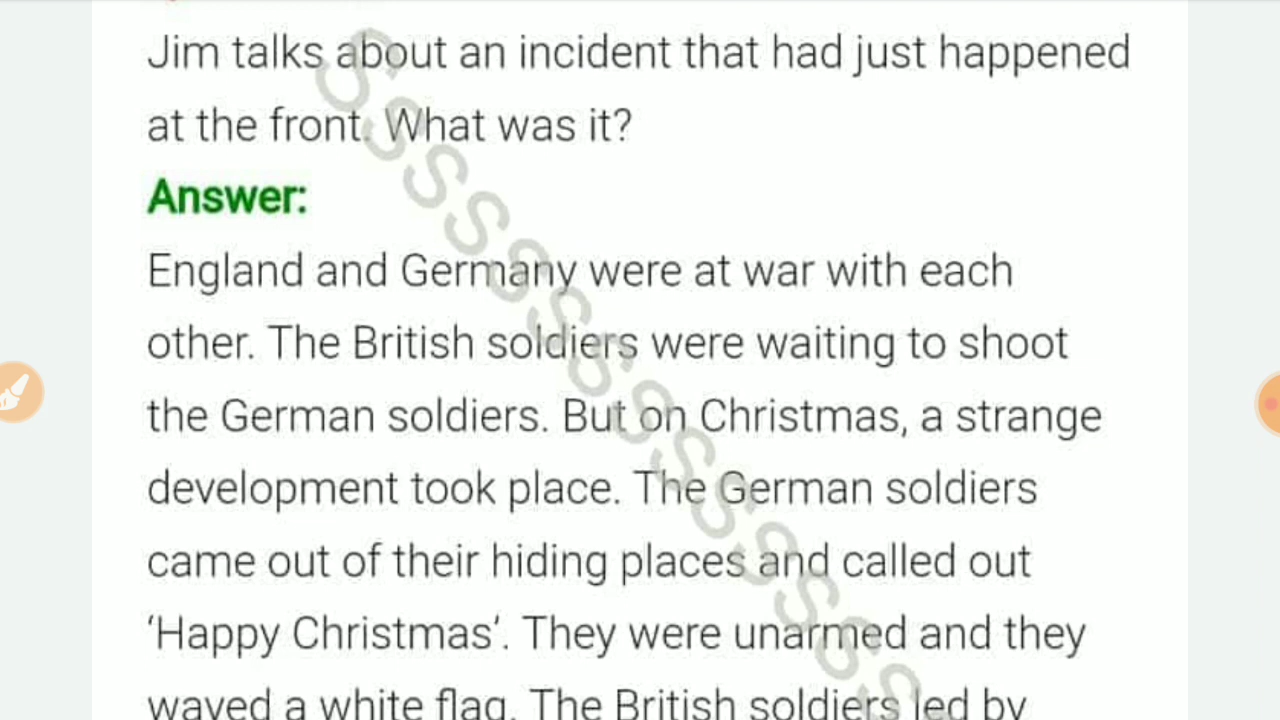 Jim talks about an incident that had just happened
at the front. What was it?
Answer:
England and Germany were at war with each
other. The British soldiers were waiting to shoot
the German soldiers. But on Christmas, a strange
development took place. The German soldiers
came out of their hiding places and called out
‘Happy Christmas’. They were unarmed and they
waved a white flag. The British soldiers led by
SsssssssssssS